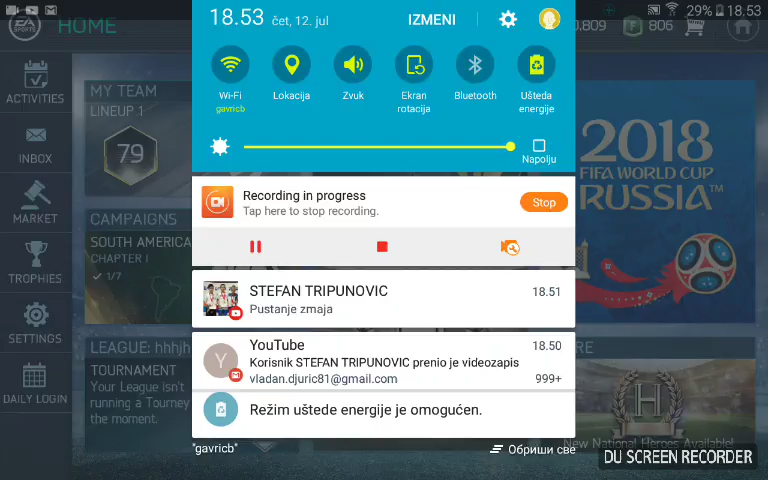 18.53
čet, 12. jul
IZMENI
29%
18.53
EA SPORTS
HOME
0,809
806
Wi-Fi
gavricb
Lokacija
Zvuk
Ekran rotacija
Bluetooth
Ušteda energije
Napolju
ACTIVITIES
INBOX
MARKET
TROPHIES
SETTINGS
DAILY LOGIN
MY TEAM
LINEUP 1
79
CAMPAIGNS
SOUTH AMERICA
CHAPTER I
1/7
LEAGUE: hhhjh
TOURNAMENT
Your League isn't
running a Tourney
the moment.
Recording in progress
Tap here to stop recording.
Stop
STEFAN TRIPUNOVIC
18.51
Pustanje zmaja
YouTube
18.50
Y
Korisnik STEFAN TRIPUNOVIC prenio je videozapis
vladan.djuric81@gmail.com
999+
Režim uštede energije je omogućen.
"gavricb"
Обриши све
2018
FIFA WORLD CUP
RUSSIA™
RE
H
New National Heroes Available!
DU SCREEN RECORDER